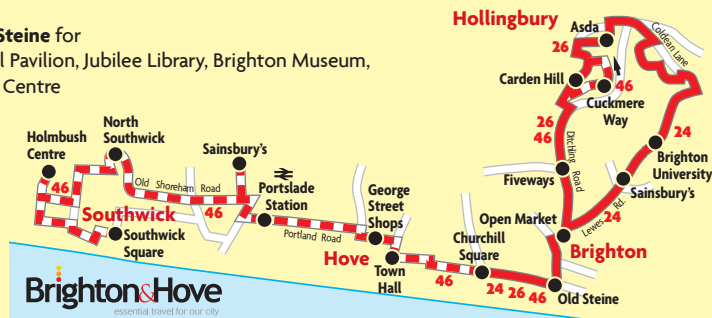 Steine for
l Pavilion, Jubilee Library, Brighton Museum,
Centre
Hollingbury
Asda
Coldean Lane
26
Carden Hill
46
Cuckmere
Way
26
46
24
Ditchling Road
Brighton
University
Fiveways
Sainsbury's
24
Lewes Rd.
Open Market
Brighton
North
Southwick
Holmbush
Centre
Sainsbury's
46
Old Shoreham Road
46
Portslade
Station
George
Street
Shops
Southwick
Southwick
Square
Portland Road
Hove
Town
Hall
Churchill
Square
46
24 26 46
Old Steine
Brighton&Hove
essential travel for our city